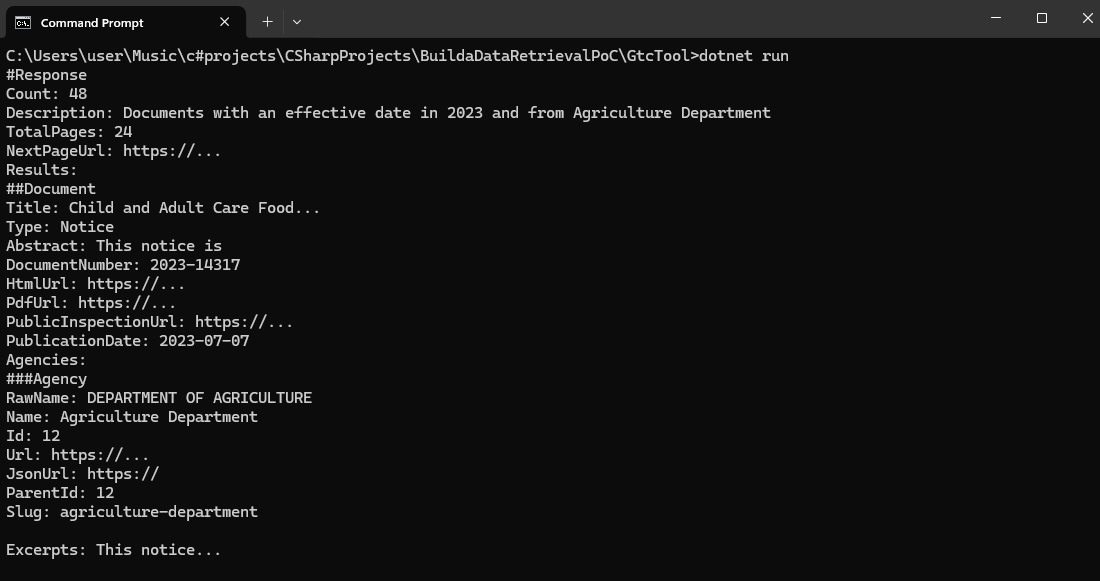 Command Prompt
C:\Users\user\Music\c#projects\CSharpProjects\BuildaDataRetrievalPoC\GtcTool>dotnet run
#Response
Count: 48
Description: Documents with an effective date in 2023 and from Agriculture Department
TotalPages: 24
NextPageUrl: https://...
Results:
##Document
Title: Child and Adult Care Food...
Type: Notice
Abstract: This notice is
DocumentNumber: 2023-14317
HtmlUrl: https://...
PdfUrl: https://...
PublicInspectionUrl: https://...
PublicationDate: 2023-07-07
Agencies:
###Agency
RawName: DEPARTMENT OF AGRICULTURE
Name: Agriculture Department
Id: 12
Url: https://...
JsonUrl: https://
ParentId: 12
Slug: agriculture-department
Excerpts: This notice...